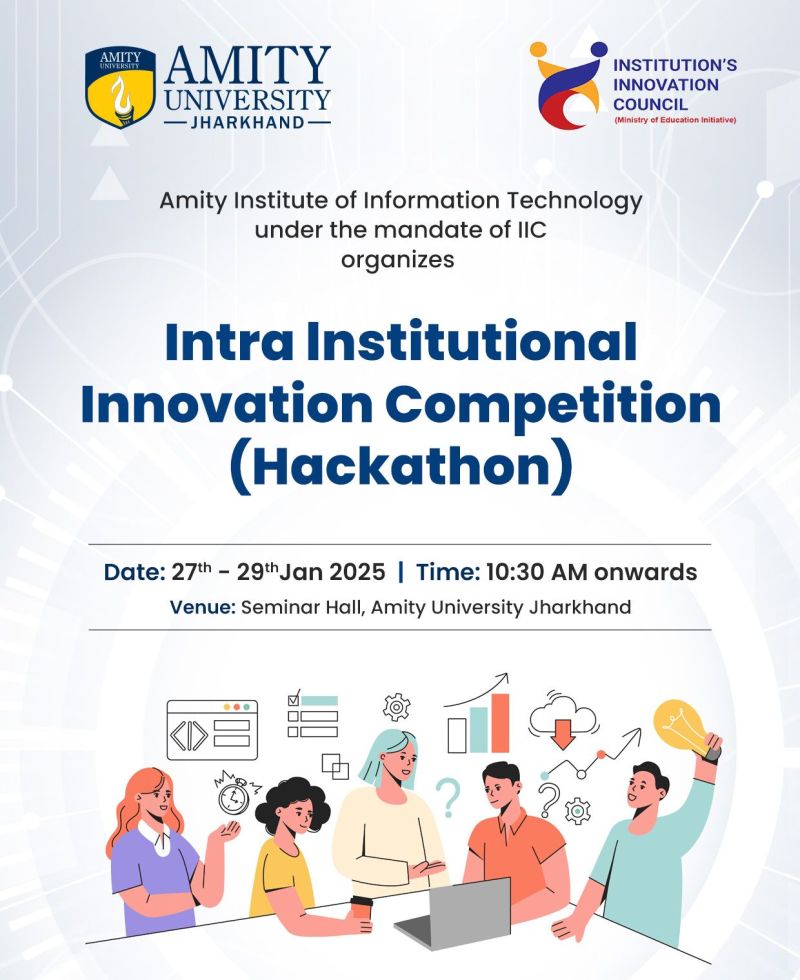 AMITY
UNIVERSITY
AMITY
UNIVERSITY
JHARKHAND
INSTITUTION'S
INNOVATION
COUNCIL
(Ministry of Education Initiative)
Amity Institute of Information Technology
under the mandate of IIC
organizes
Intra Institutional
Innovation Competition
(Hackathon)
Date: 27th - 29thJan 2025 | Time: 10:30 AM onwards
Venue: Seminar Hall, Amity University Jharkhand